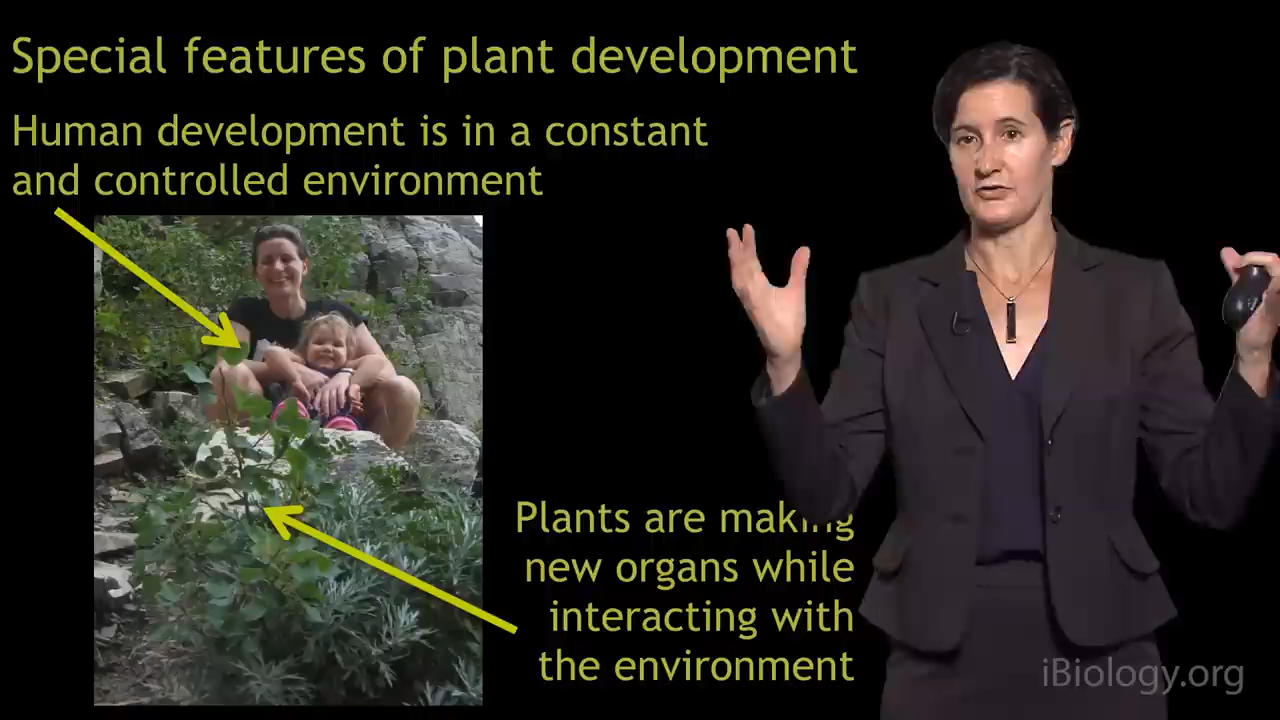 Special features of plant development
Human development is in a constant
and controlled environment
Plants are making
new organs while
interacting with
the environment
iBiology.org